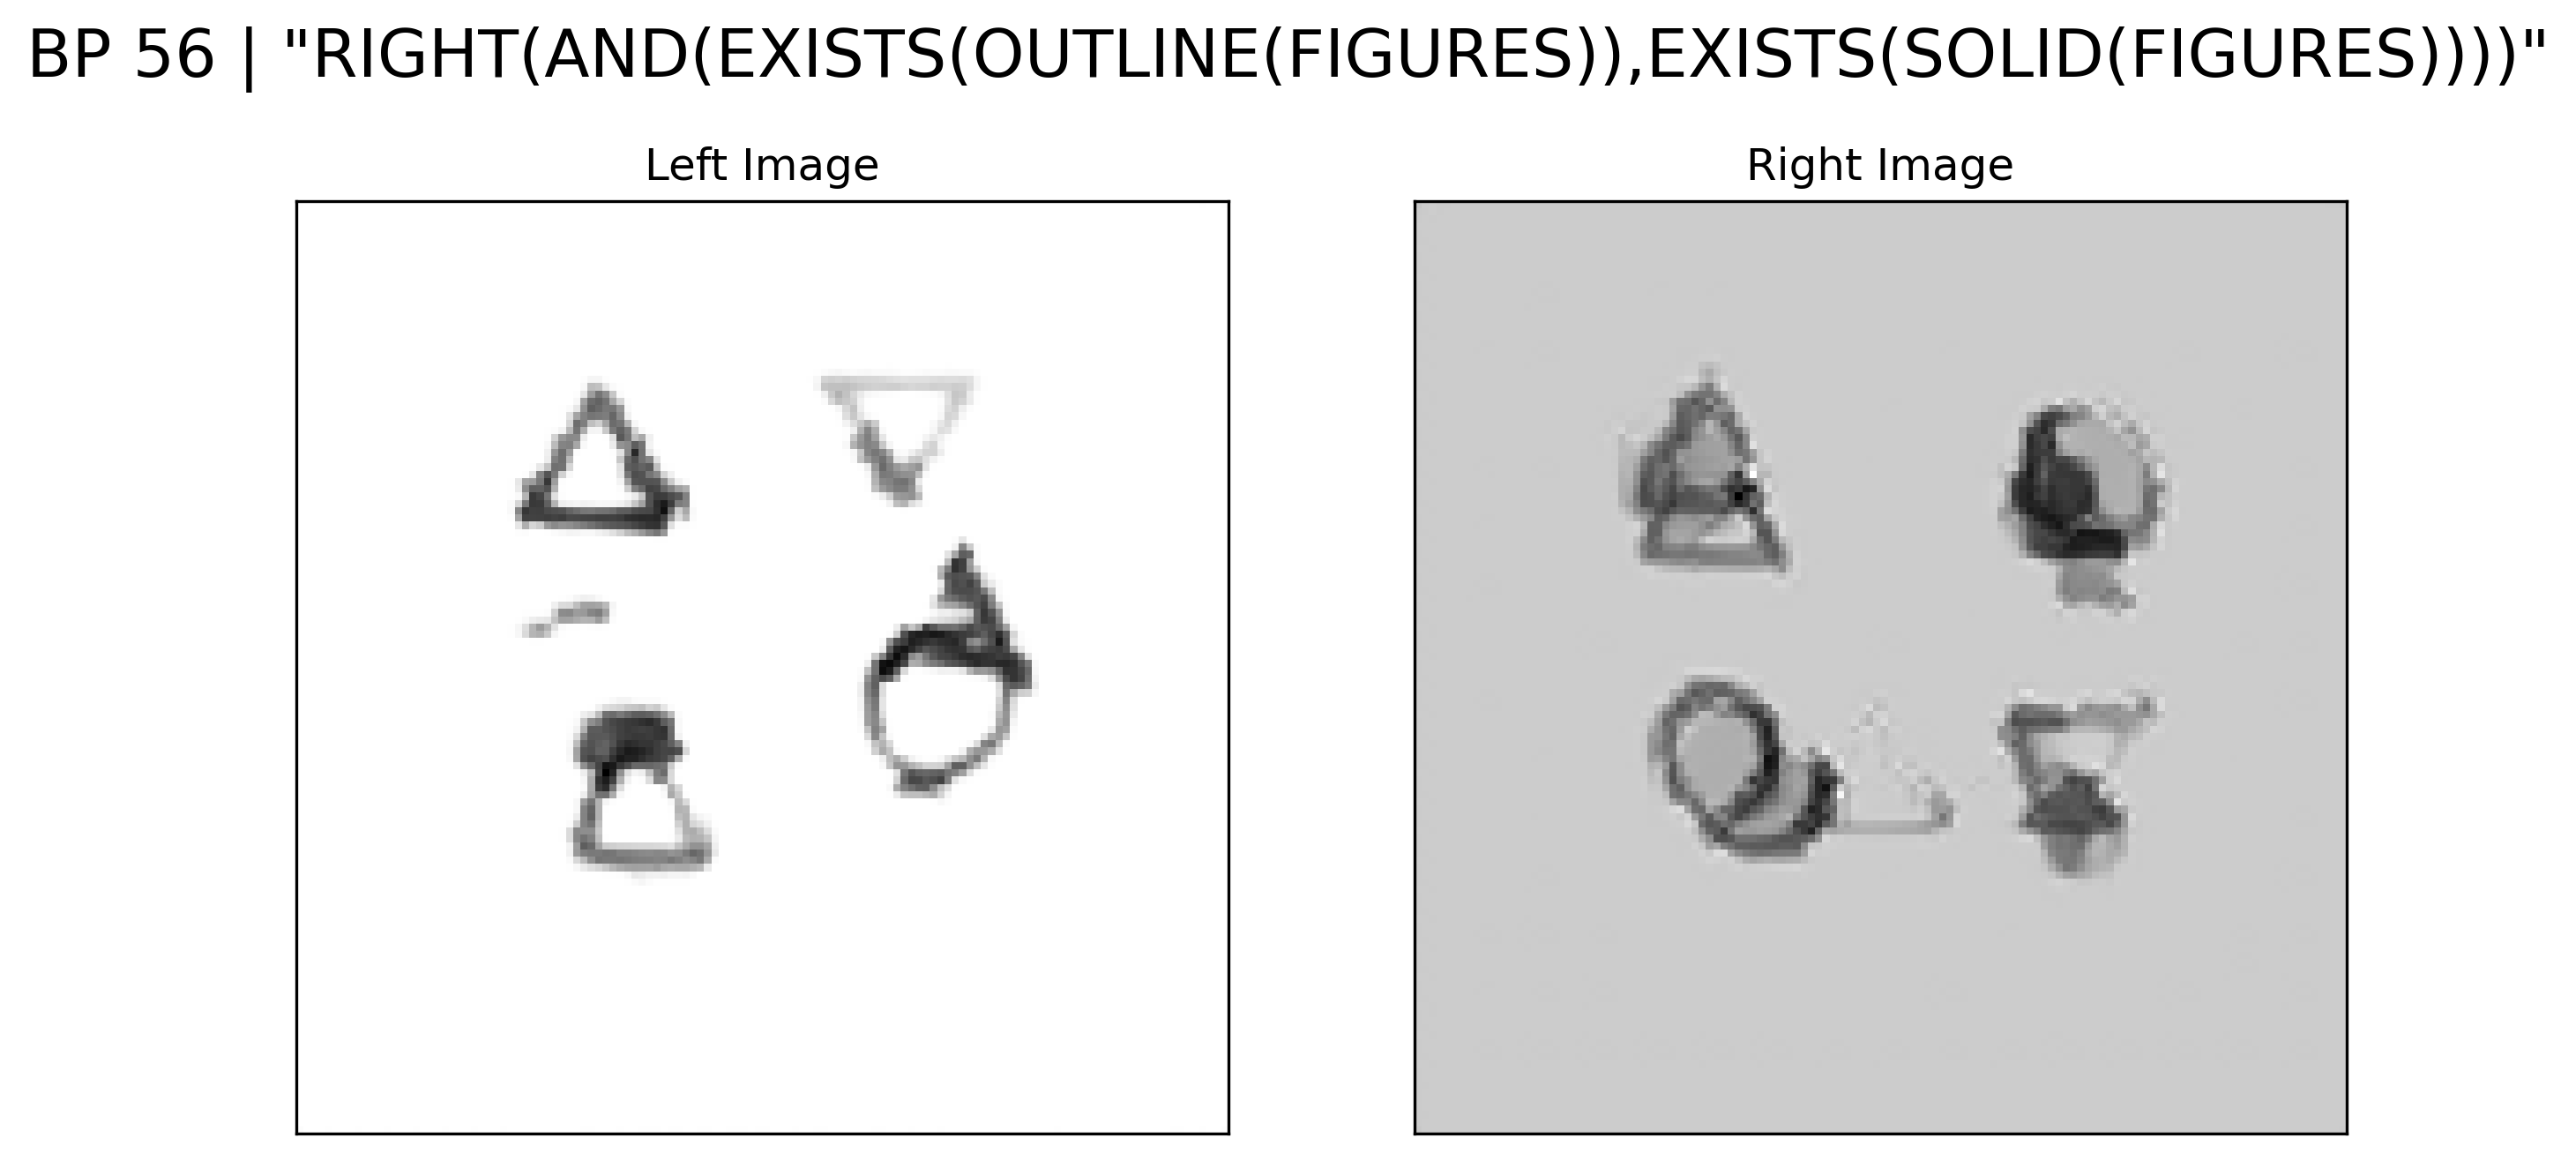 BP 56 | "RIGHT(AND(EXISTS(OUTLINE(FIGURES)),EXISTS(SOLID(FIGURES))))"
Left Image
Right Image